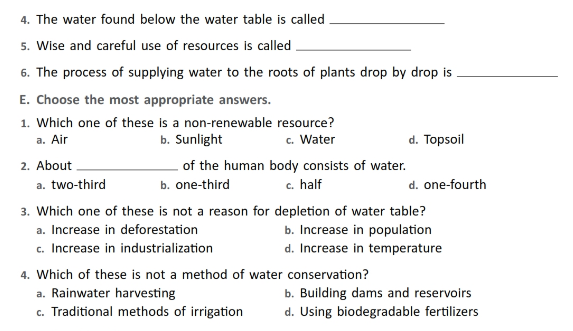 4. The water found below the water table is called ____________
5. Wise and careful use of resources is called ____________
6. The process of supplying water to the roots of plants drop by drop is ____________
E. Choose the most appropriate answers.
1. Which one of these is a non-renewable resource?
a. Air b. Sunlight c. Water d. Topsoil
2. About ____________ of the human body consists of water.
a. two-third b. one-third c. half d. one-fourth
3. Which one of these is not a reason for depletion of water table?
a. Increase in deforestation b. Increase in population
c. Increase in industrialization d. Increase in temperature
4. Which of these is not a method of water conservation?
a. Rainwater harvesting b. Building dams and reservoirs
c. Traditional methods of irrigation d. Using biodegradable fertilizers